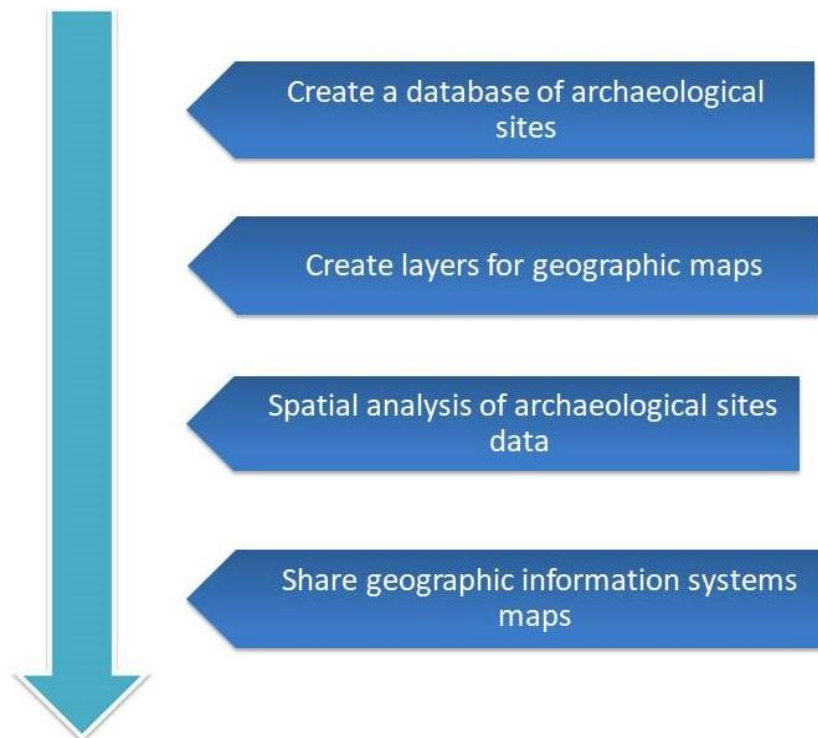 Create a database of archaeological
sites
Create layers for geographic maps
Spatial analysis of archaeological sites
data
Share geographic information systems
maps